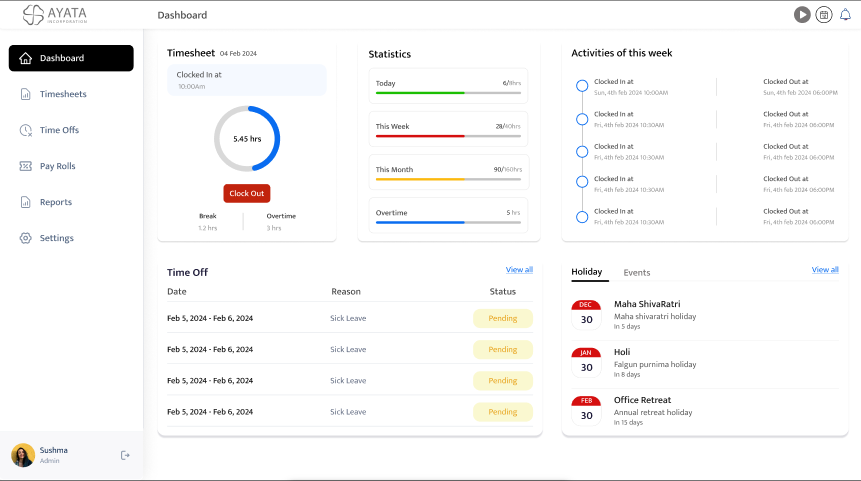 AYATA
INCORPORATION
Dashboard
Dashboard
Timesheets
Time Offs
Pay Rolls
Reports
Settings
Sushma
Admin
Timesheet 04 Feb 2024
Clocked In at
10:00Am
5.45 hrs
Clock Out
Break
Overtime
1.2 hrs
3 hrs
Statistics
Today 6/8hrs
This Week 28/40hrs
This Month 90/160hrs
Overtime 5 hrs
Activities of this week
Clocked In at Clocked Out at
Sun, 4th feb 2024 10:00AM Sun, 4th feb 2024 06:00PM
Clocked In at Clocked Out at
Fri, 4th feb 2024 10:30AM Fri, 4th feb 2024 06:00PM
Clocked In at Clocked Out at
Fri, 4th feb 2024 10:30AM Fri, 4th feb 2024 06:00PM
Clocked In at Clocked Out at
Fri, 4th feb 2024 10:30AM Fri, 4th feb 2024 06:00PM
Clocked In at Clocked Out at
Fri, 4th feb 2024 10:30AM Fri, 4th feb 2024 06:00PM
Time Off View all
Date Reason Status
Feb 5, 2024 - Feb 6, 2024 Sick Leave Pending
Feb 5, 2024 - Feb 6, 2024 Sick Leave Pending
Feb 5, 2024 - Feb 6, 2024 Sick Leave Pending
Feb 5, 2024 - Feb 6, 2024 Sick Leave Pending
Holiday Events View all
DEC
30
Maha ShivaRatri
Maha shivaratri holiday
In 5 days
JAN
30
Holi
Falgun purnima holiday
In 8 days
FEB
30
Office Retreat
Annual retreat holiday
In 15 days